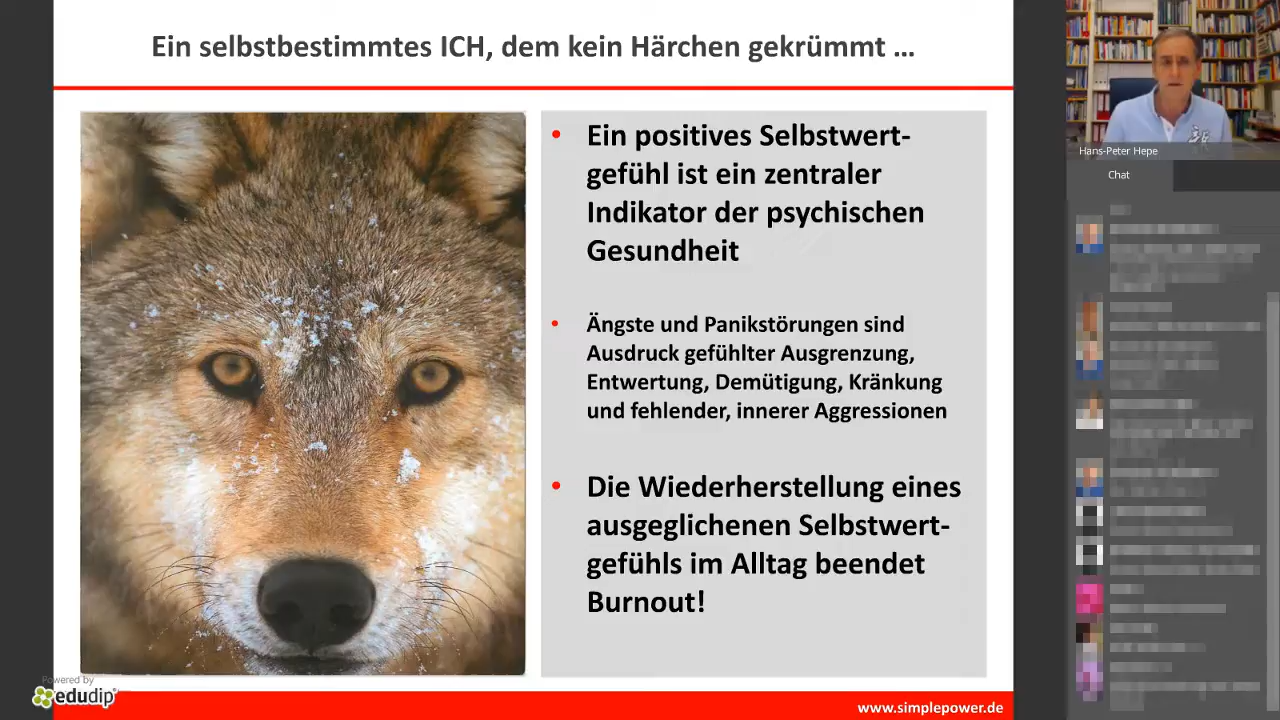 Ein selbstbestimmtes ICH, dem kein Härchen gekrümmt ...
• Ein positives Selbstwert-
gefühl ist ein zentraler
Indikator der psychischen
Gesundheit
• Ängste und Panikstörungen sind
Ausdruck gefühlter Ausgrenzung,
Entwertung, Demütigung, Kränkung
und fehlender, innerer Aggressionen
• Die Wiederherstellung eines
ausgeglichenen Selbstwert-
gefühls im Alltag beendet
Burnout!
Powered by
edudip
www.simplepower.de
Hans-Peter Hepe
Chat